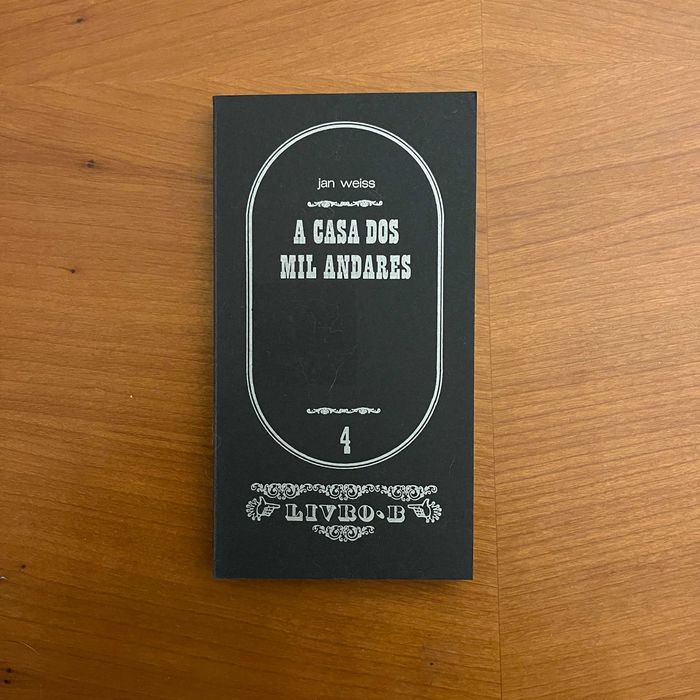 jan weiss
A CASA DOS
MIL ANDARES
4
LIVRO·B